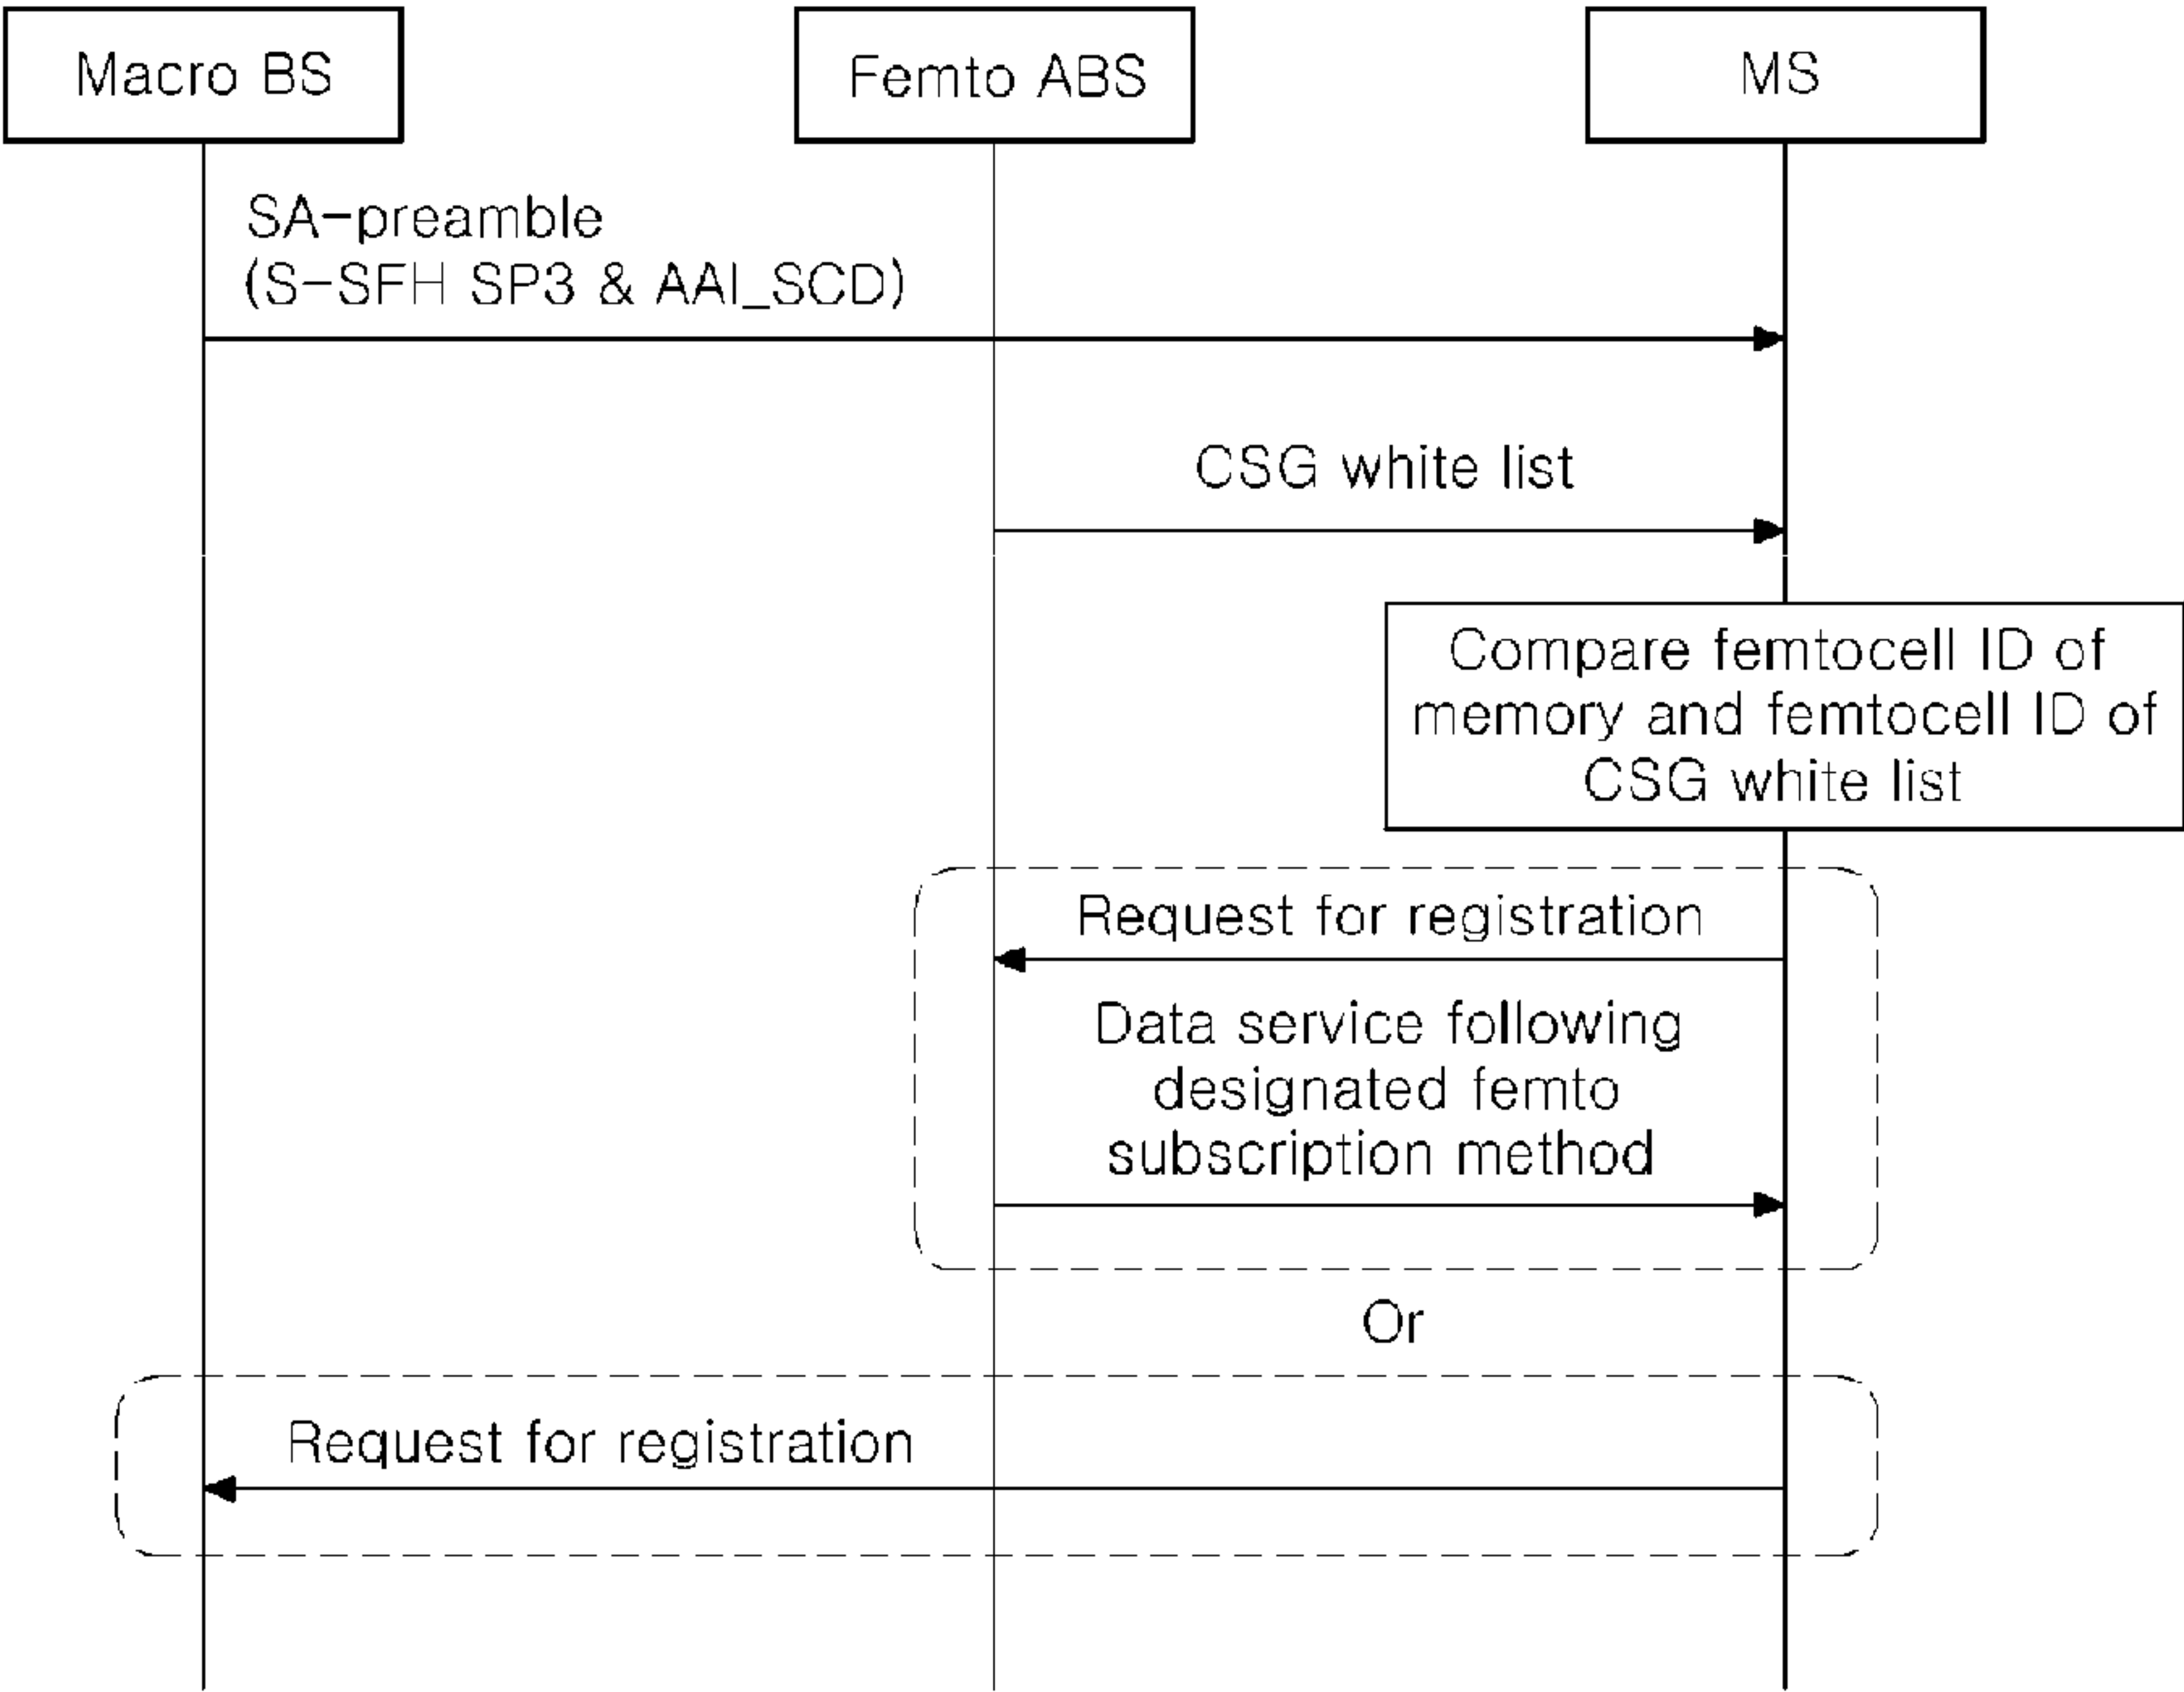 Macro BS
Femto ABS
MS
SA-preamble
(S-SFH SP3 & AAI_SCD)
CSG white list
Compare femtocell ID of
memory and femtocell ID of
CSG white list
Request for registration
Data service following
designated femto
subscription method
Or
Request for registration